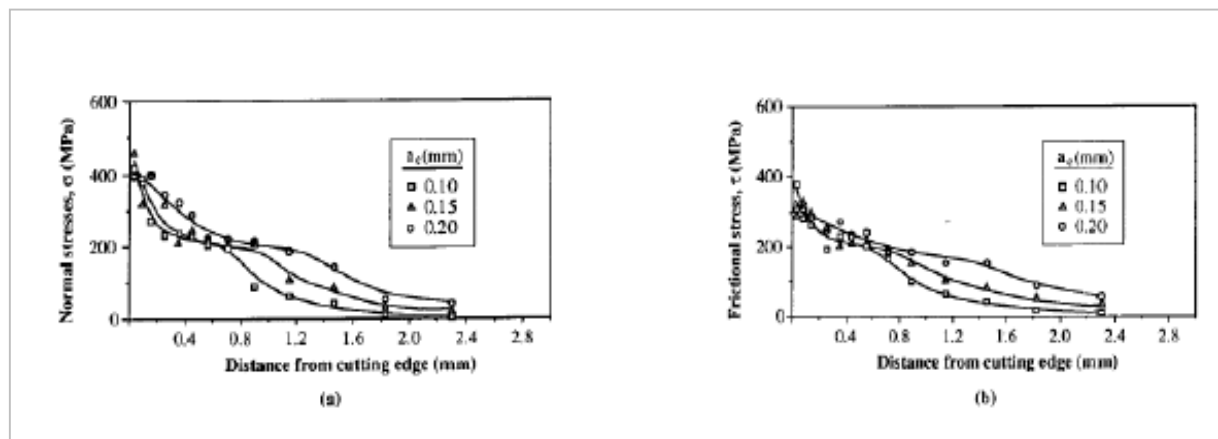 600
400
200
0
Normal stresses, σ (MPa)
a_c(mm)
0.10
0.15
0.20
0.4 0.8 1.2 1.6 2.0 2.4 2.8
Distance from cutting edge (mm)
(a)
600
400
200
0
Frictional stress, τ (MPa)
a_c(mm)
0.10
0.15
0.20
0.4 0.8 1.2 1.6 2.0 2.4 2.8
Distance from cutting edge (mm)
(b)